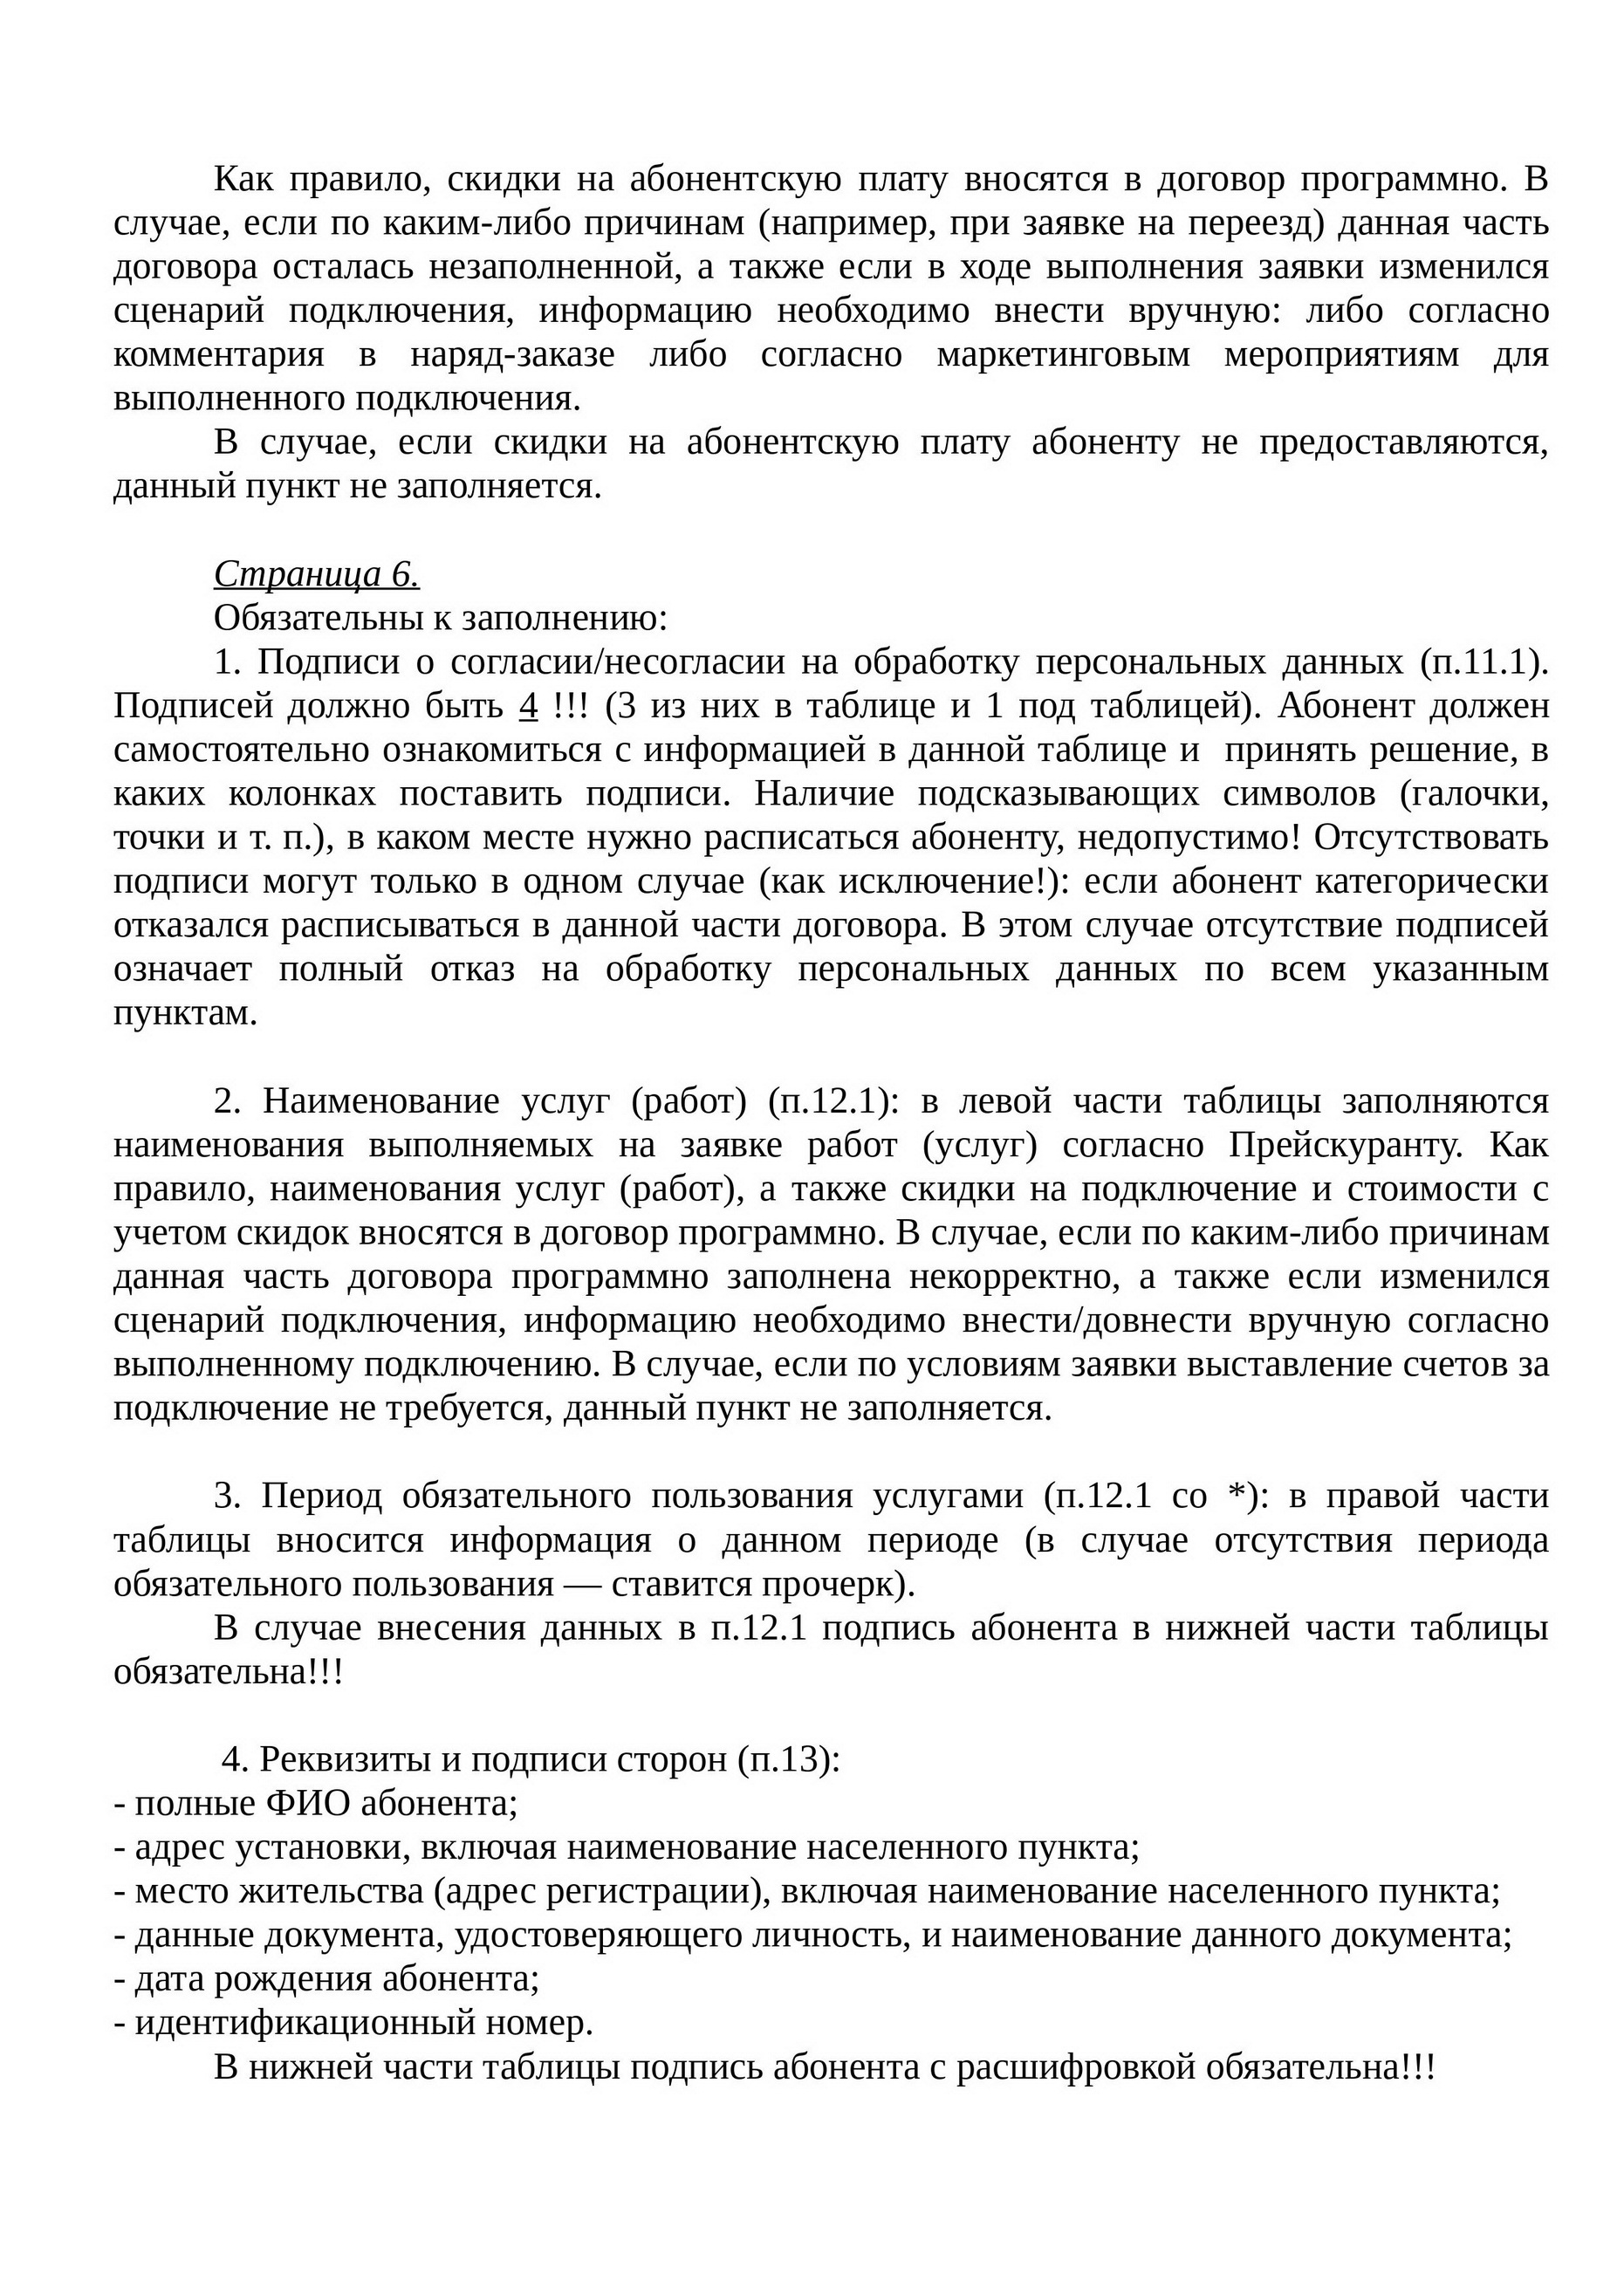 Как правило, скидки на абонентскую плату вносятся в договор программно. В
случае, если по каким-либо причинам (например, при заявке на переезд) данная часть
договора осталась незаполненной, а также если в ходе выполнения заявки изменился
сценарий подключения, информацию необходимо внести вручную: либо согласно
комментария в наряд-заказе либо согласно маркетинговым мероприятиям для
выполненного подключения.
В случае, если скидки на абонентскую плату абоненту не предоставляются,
данный пункт не заполняется.
Страница 6.
Обязательны к заполнению:
1. Подписи о согласии/несогласии на обработку персональных данных (п.11.1).
Подписей должно быть 4 !!! (3 из них в таблице и 1 под таблицей). Абонент должен
самостоятельно ознакомиться с информацией в данной таблице и  принять решение, в
каких колонках поставить подписи. Наличие подсказывающих символов (галочки,
точки и т. п.), в каком месте нужно расписаться абоненту, недопустимо! Отсутствовать
подписи могут только в одном случае (как исключение!): если абонент категорически
отказался расписываться в данной части договора. В этом случае отсутствие подписей
означает полный отказ на обработку персональных данных по всем указанным
пунктам.
2. Наименование услуг (работ) (п.12.1): в левой части таблицы заполняются
наименования выполняемых на заявке работ (услуг) согласно Прейскуранту. Как
правило, наименования услуг (работ), а также скидки на подключение и стоимости с
учетом скидок вносятся в договор программно. В случае, если по каким-либо причинам
данная часть договора программно заполнена некорректно, а также если изменился
сценарий подключения, информацию необходимо внести/довнести вручную согласно
выполненному подключению. В случае, если по условиям заявки выставление счетов за
подключение не требуется, данный пункт не заполняется.
3. Период обязательного пользования услугами (п.12.1 со *): в правой части
таблицы вносится информация о данном периоде (в случае отсутствия периода
обязательного пользования — ставится прочерк).
В случае внесения данных в п.12.1 подпись абонента в нижней части таблицы
обязательна!!!
4. Реквизиты и подписи сторон (п.13):
- полные ФИО абонента;
- адрес установки, включая наименование населенного пункта;
- место жительства (адрес регистрации), включая наименование населенного пункта;
- данные документа, удостоверяющего личность, и наименование данного документа;
- дата рождения абонента;
- идентификационный номер.
В нижней части таблицы подпись абонента с расшифровкой обязательна!!!